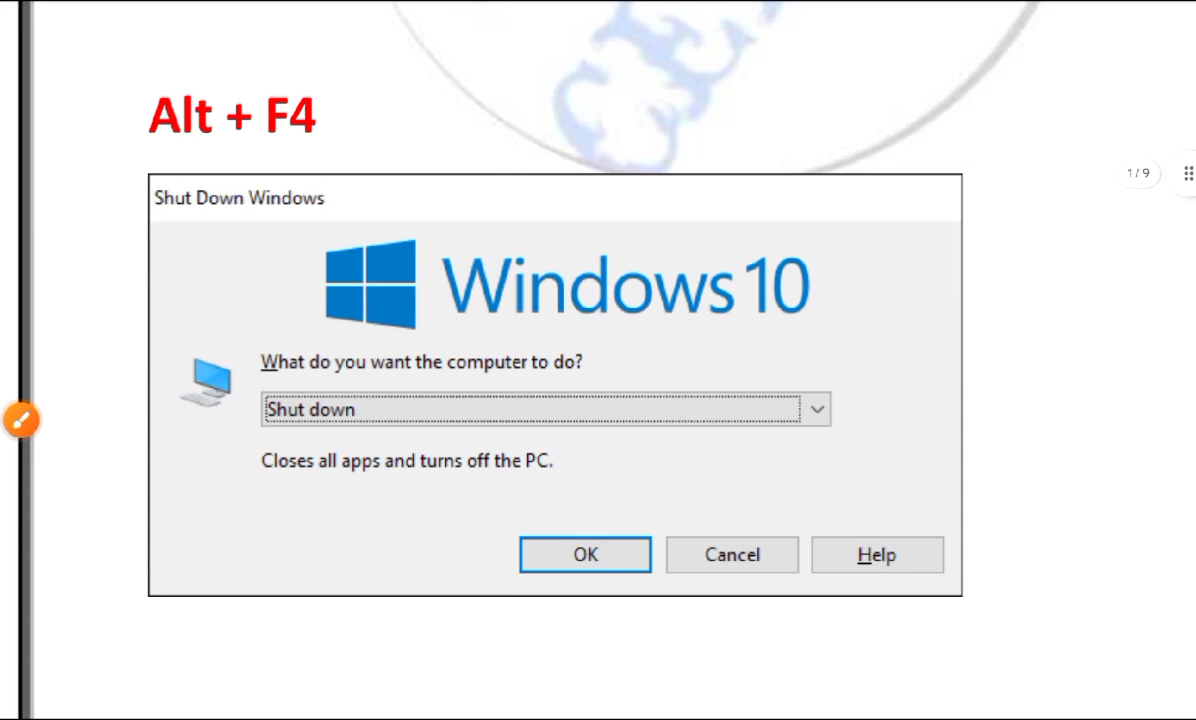 Alt + F4
1 / 9
Shut Down Windows
Windows 10
What do you want the computer to do?
Shut down
Closes all apps and turns off the PC.
OK
Cancel
Help